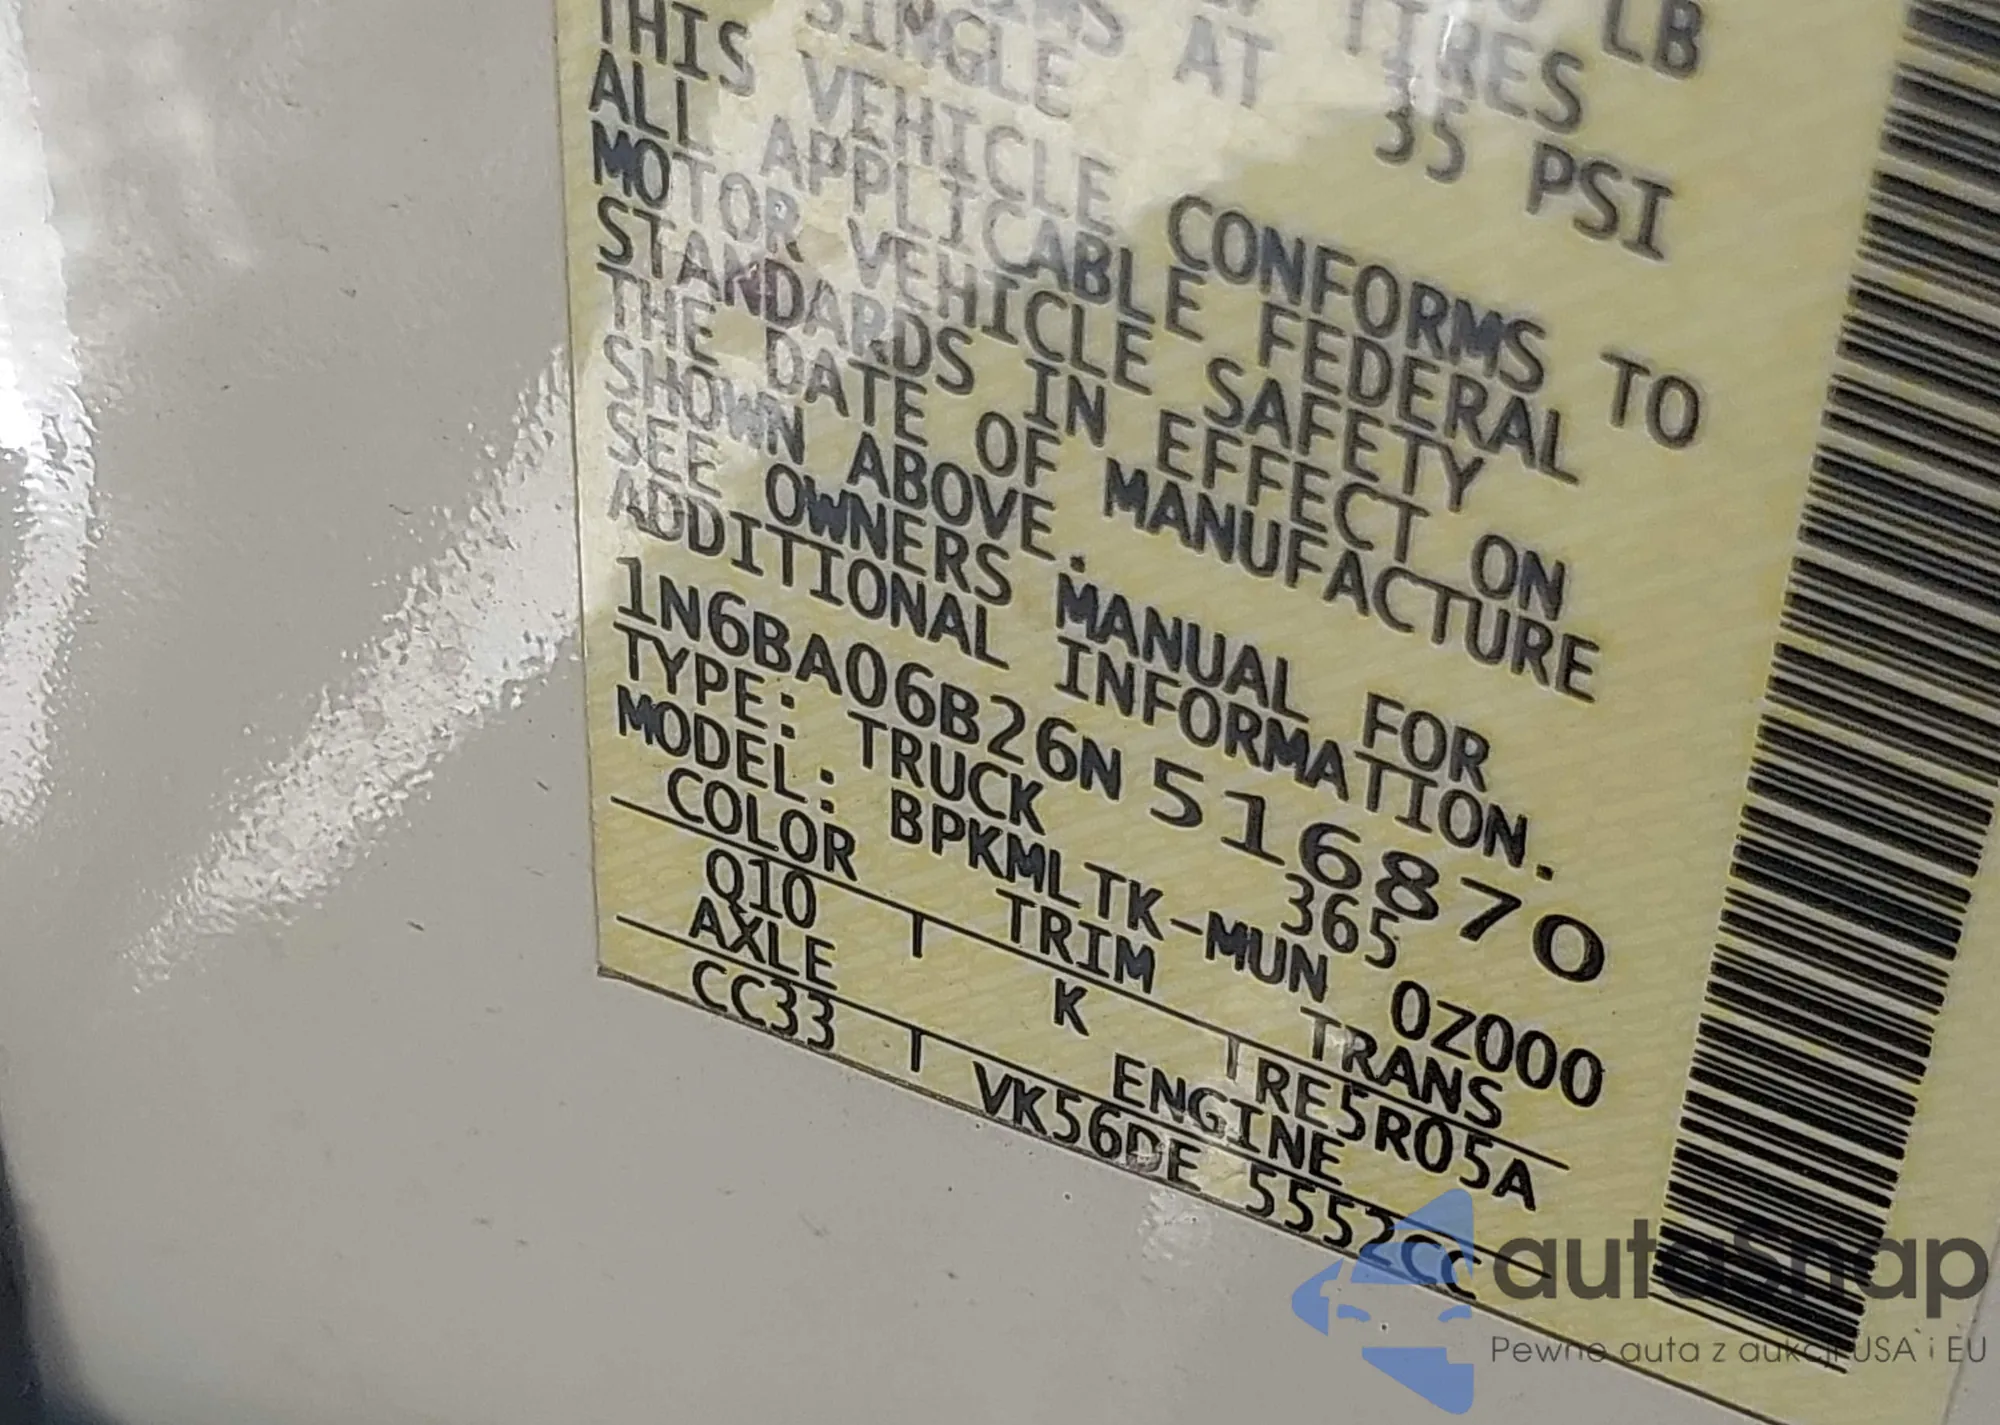 LB
TIRES
SINGLE AT 35 PSI
THIS VEHICLE CONFORMS TO
ALL APPLICABLE FEDERAL
MOTOR VEHICLE SAFETY
STANDARDS IN EFFECT ON
THE DATE OF MANUFACTURE
SHOWN ABOVE.
SEE OWNERS MANUAL FOR
ADDITIONAL INFORMATION.
1N6BA06B26N516870
TYPE: TRUCK 365
MODEL: BPKMLTK-MUN 0Z000
COLOR TRIM TRANS
Q10 K RE5R05A
AXLE ENGINE
CC33 VK56DE 5552CC
autosnap
Pewne auta z aukcji USA i EU